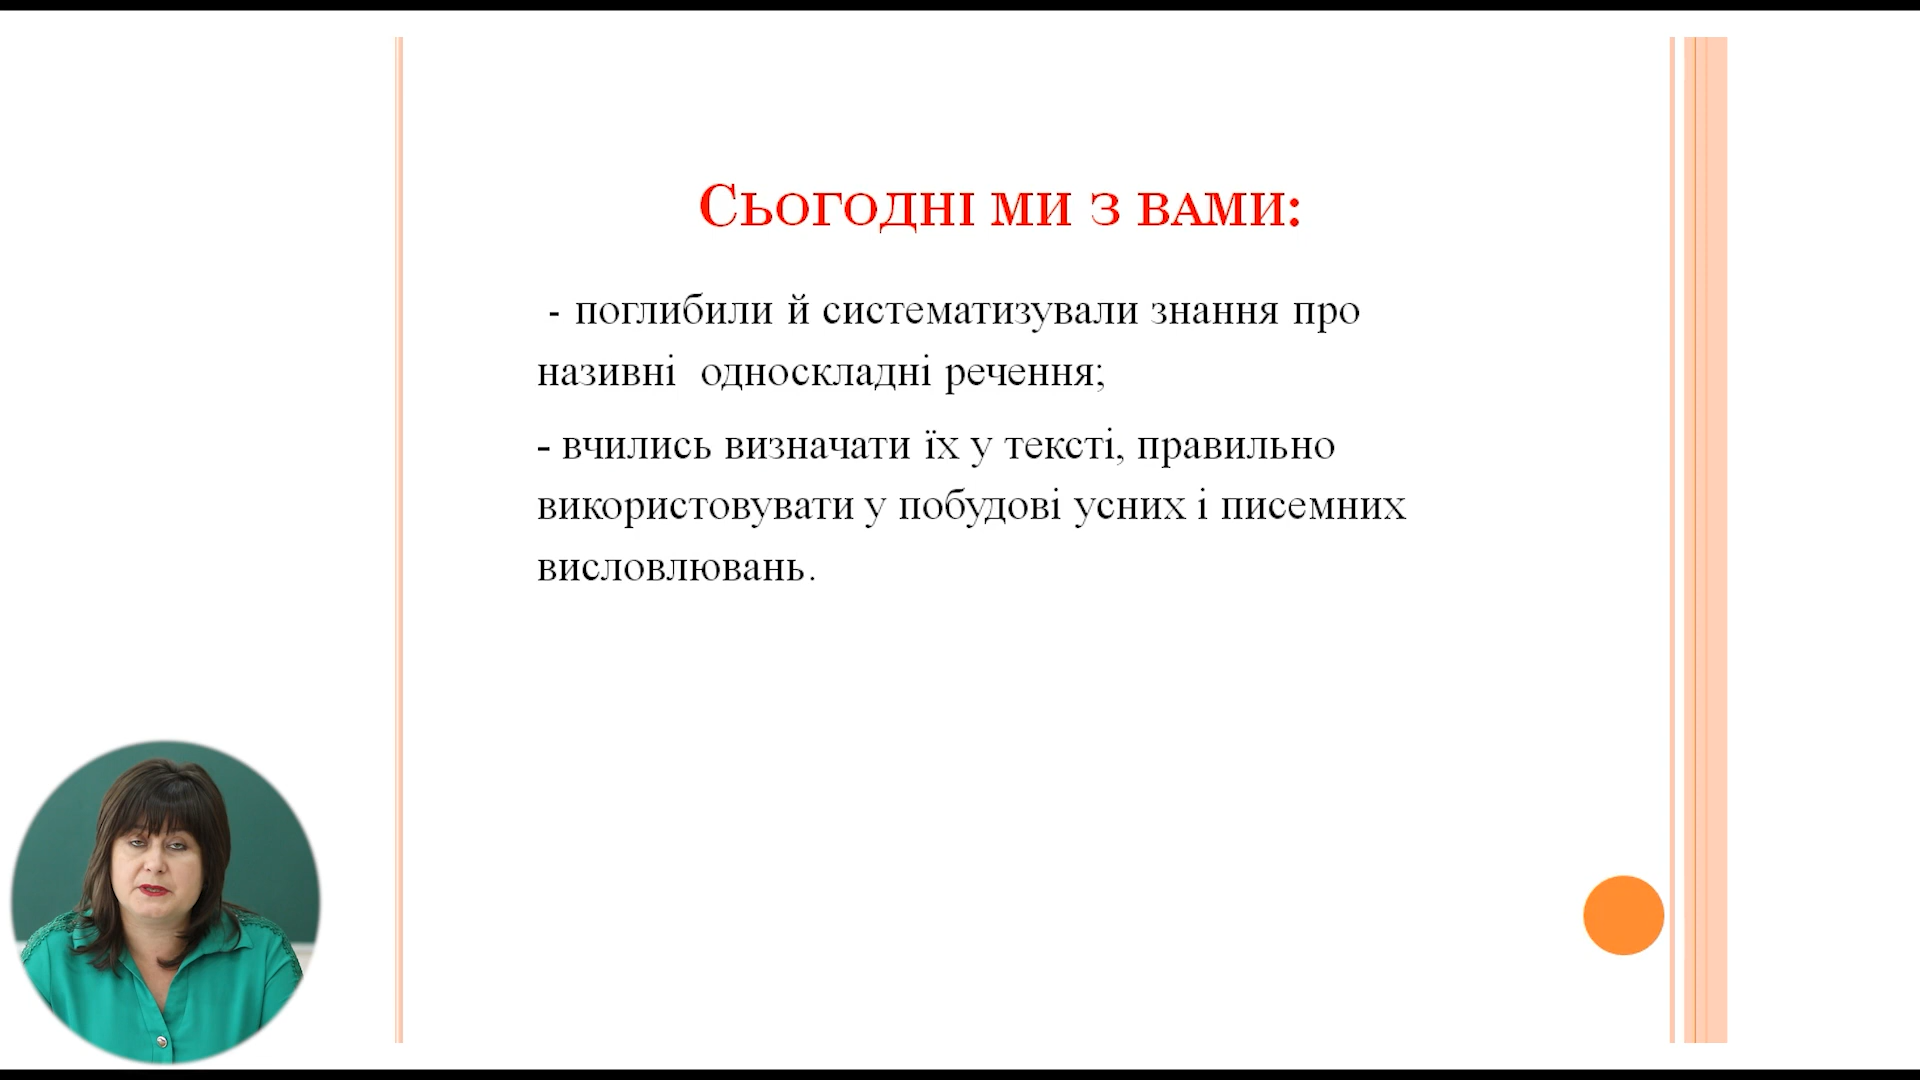 Сьогодні ми з вами:
- поглибили й систематизували знання про
називні односкладні речення;
- вчились визначати їх у тексті, правильно
використовувати у побудові усних і писемних
висловлювань.